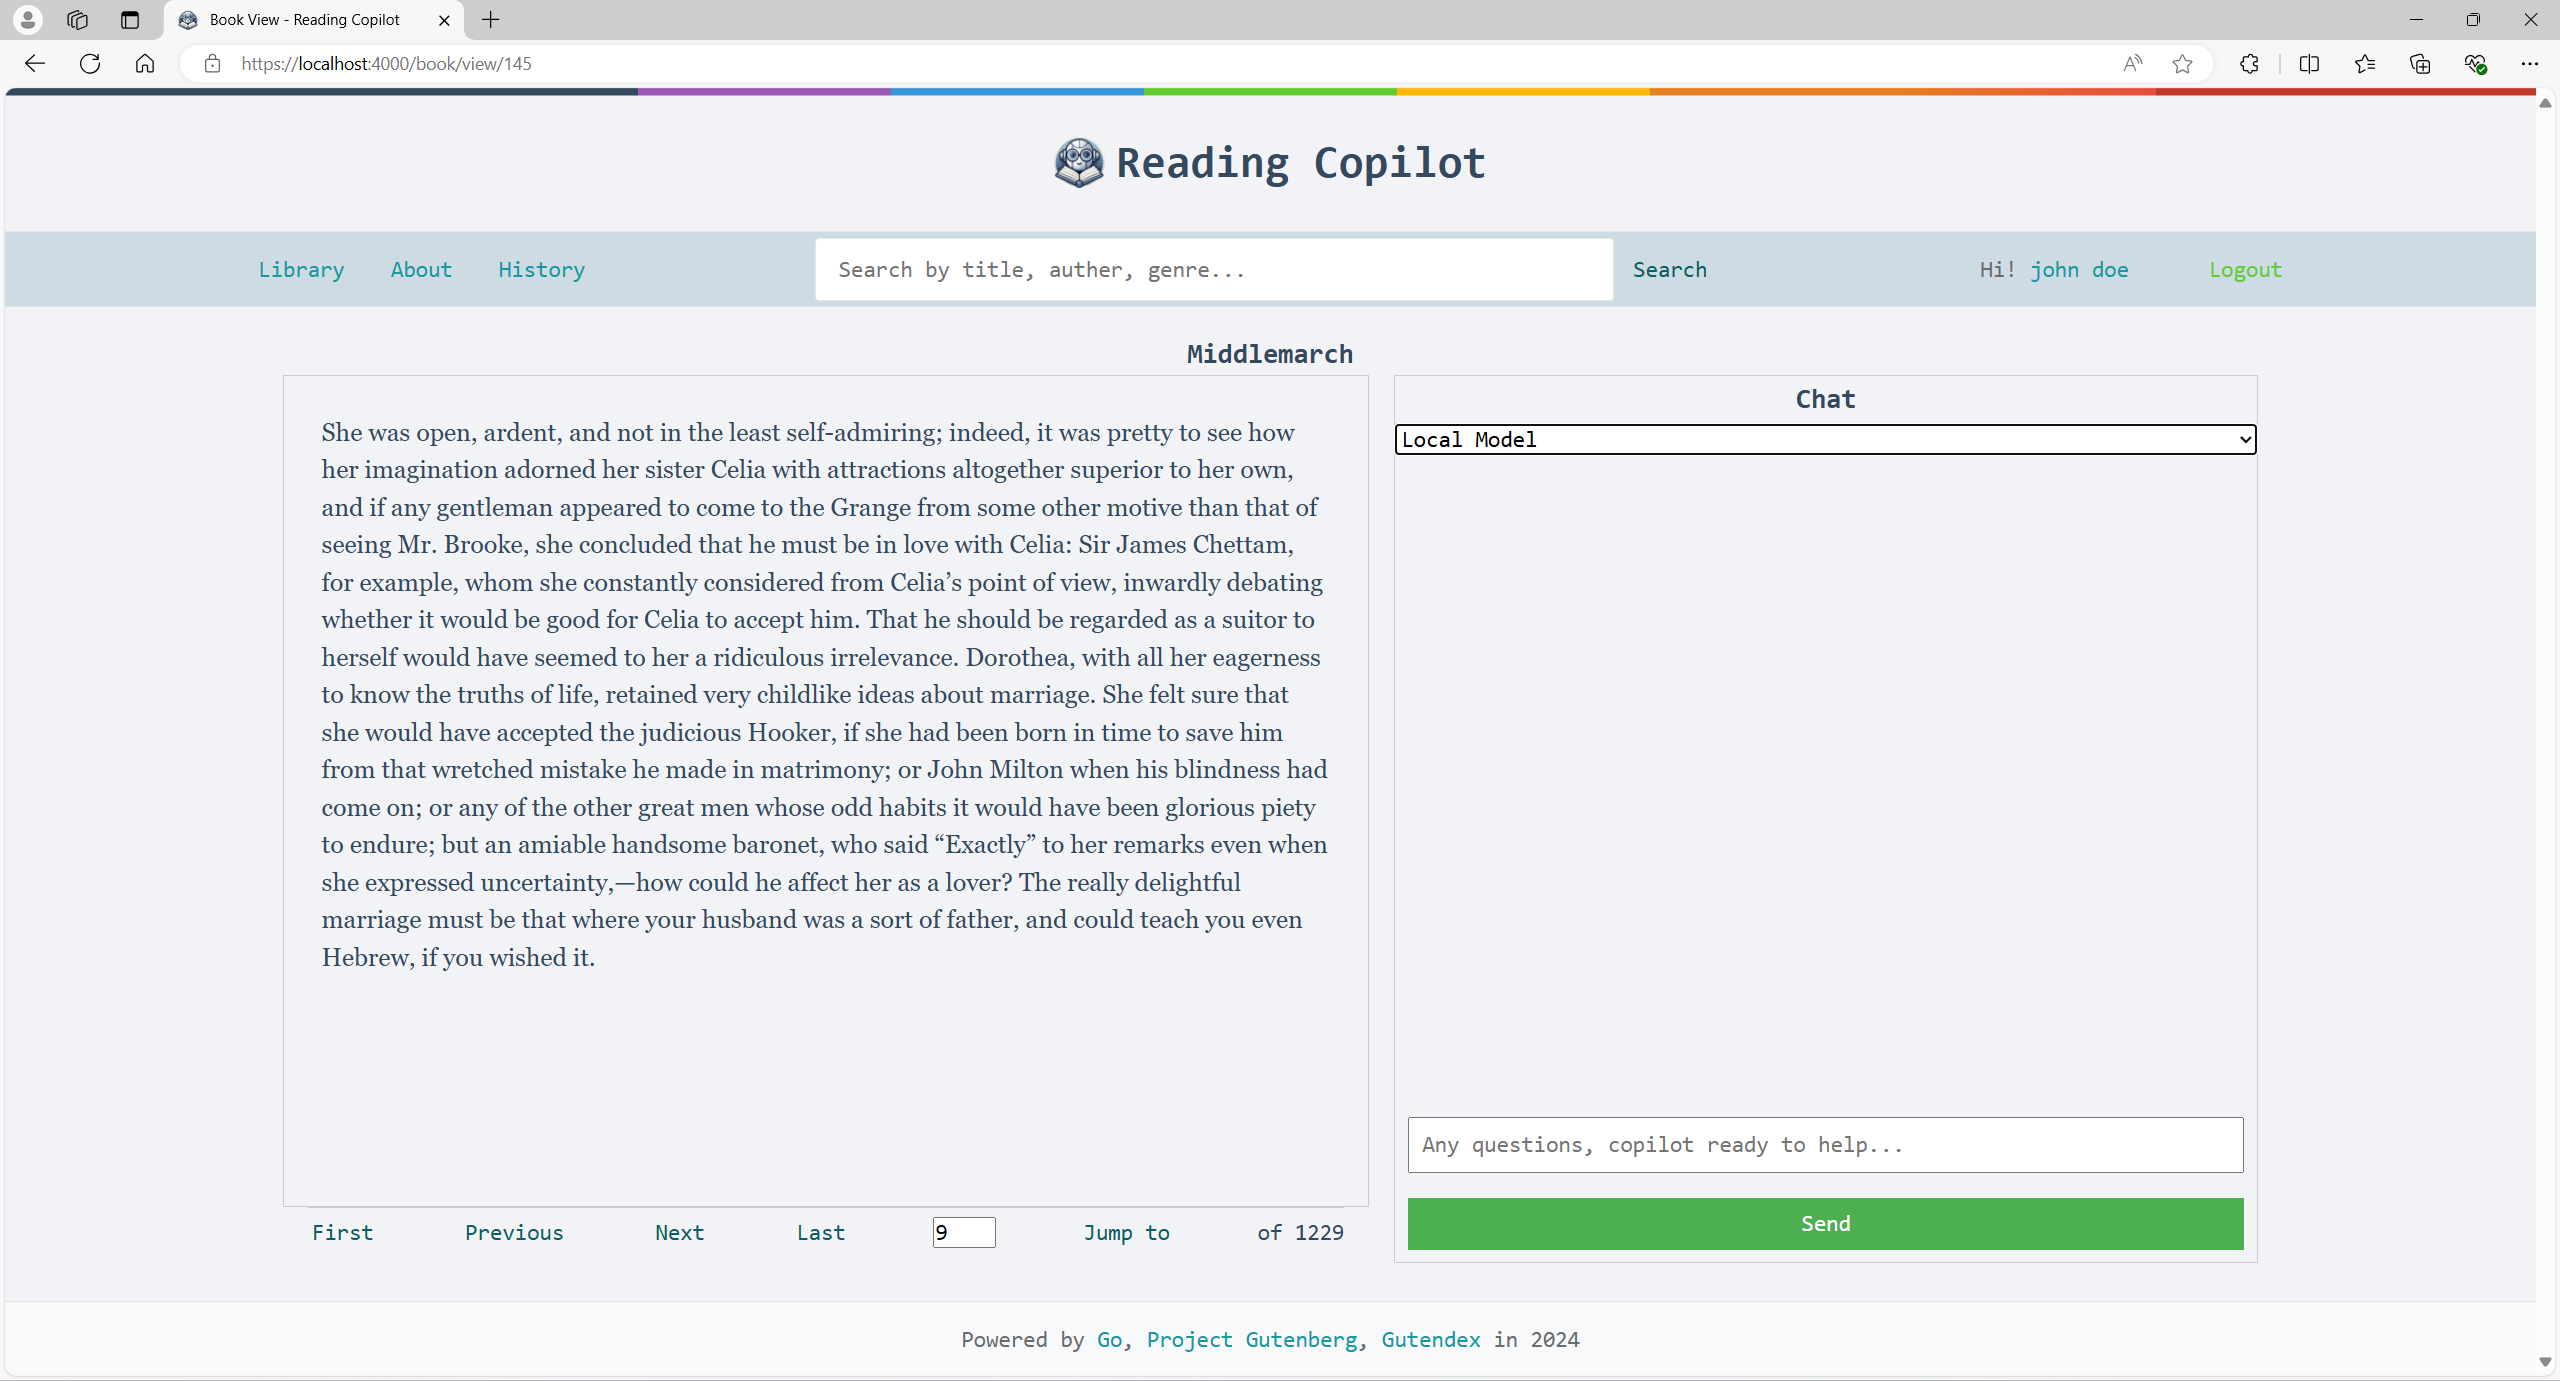 Book View - Reading Copilot
https://localhost:4000/book/view/145
Reading Copilot
Library About History Search by title, auther, genre... Search Hi! john doe Logout
Middlemarch
She was open, ardent, and not in the least self-admiring; indeed, it was pretty to see how
her imagination adorned her sister Celia with attractions altogether superior to her own,
and if any gentleman appeared to come to the Grange from some other motive than that of
seeing Mr. Brooke, she concluded that he must be in love with Celia: Sir James Chettam,
for example, whom she constantly considered from Celia’s point of view, inwardly debating
whether it would be good for Celia to accept him. That he should be regarded as a suitor to
herself would have seemed to her a ridiculous irrelevance. Dorothea, with all her eagerness
to know the truths of life, retained very childlike ideas about marriage. She felt sure that
she would have accepted the judicious Hooker, if she had been born in time to save him
from that wretched mistake he made in matrimony; or John Milton when his blindness had
come on; or any of the other great men whose odd habits it would have been glorious piety
to endure; but an amiable handsome baronet, who said “Exactly” to her remarks even when
she expressed uncertainty,—how could he affect her as a lover? The really delightful
marriage must be that where your husband was a sort of father, and could teach you even
Hebrew, if you wished it.
First Previous Next Last 9 Jump to of 1229
Chat
Local Model
Any questions, copilot ready to help...
Send
Powered by Go, Project Gutenberg, Gutendex in 2024